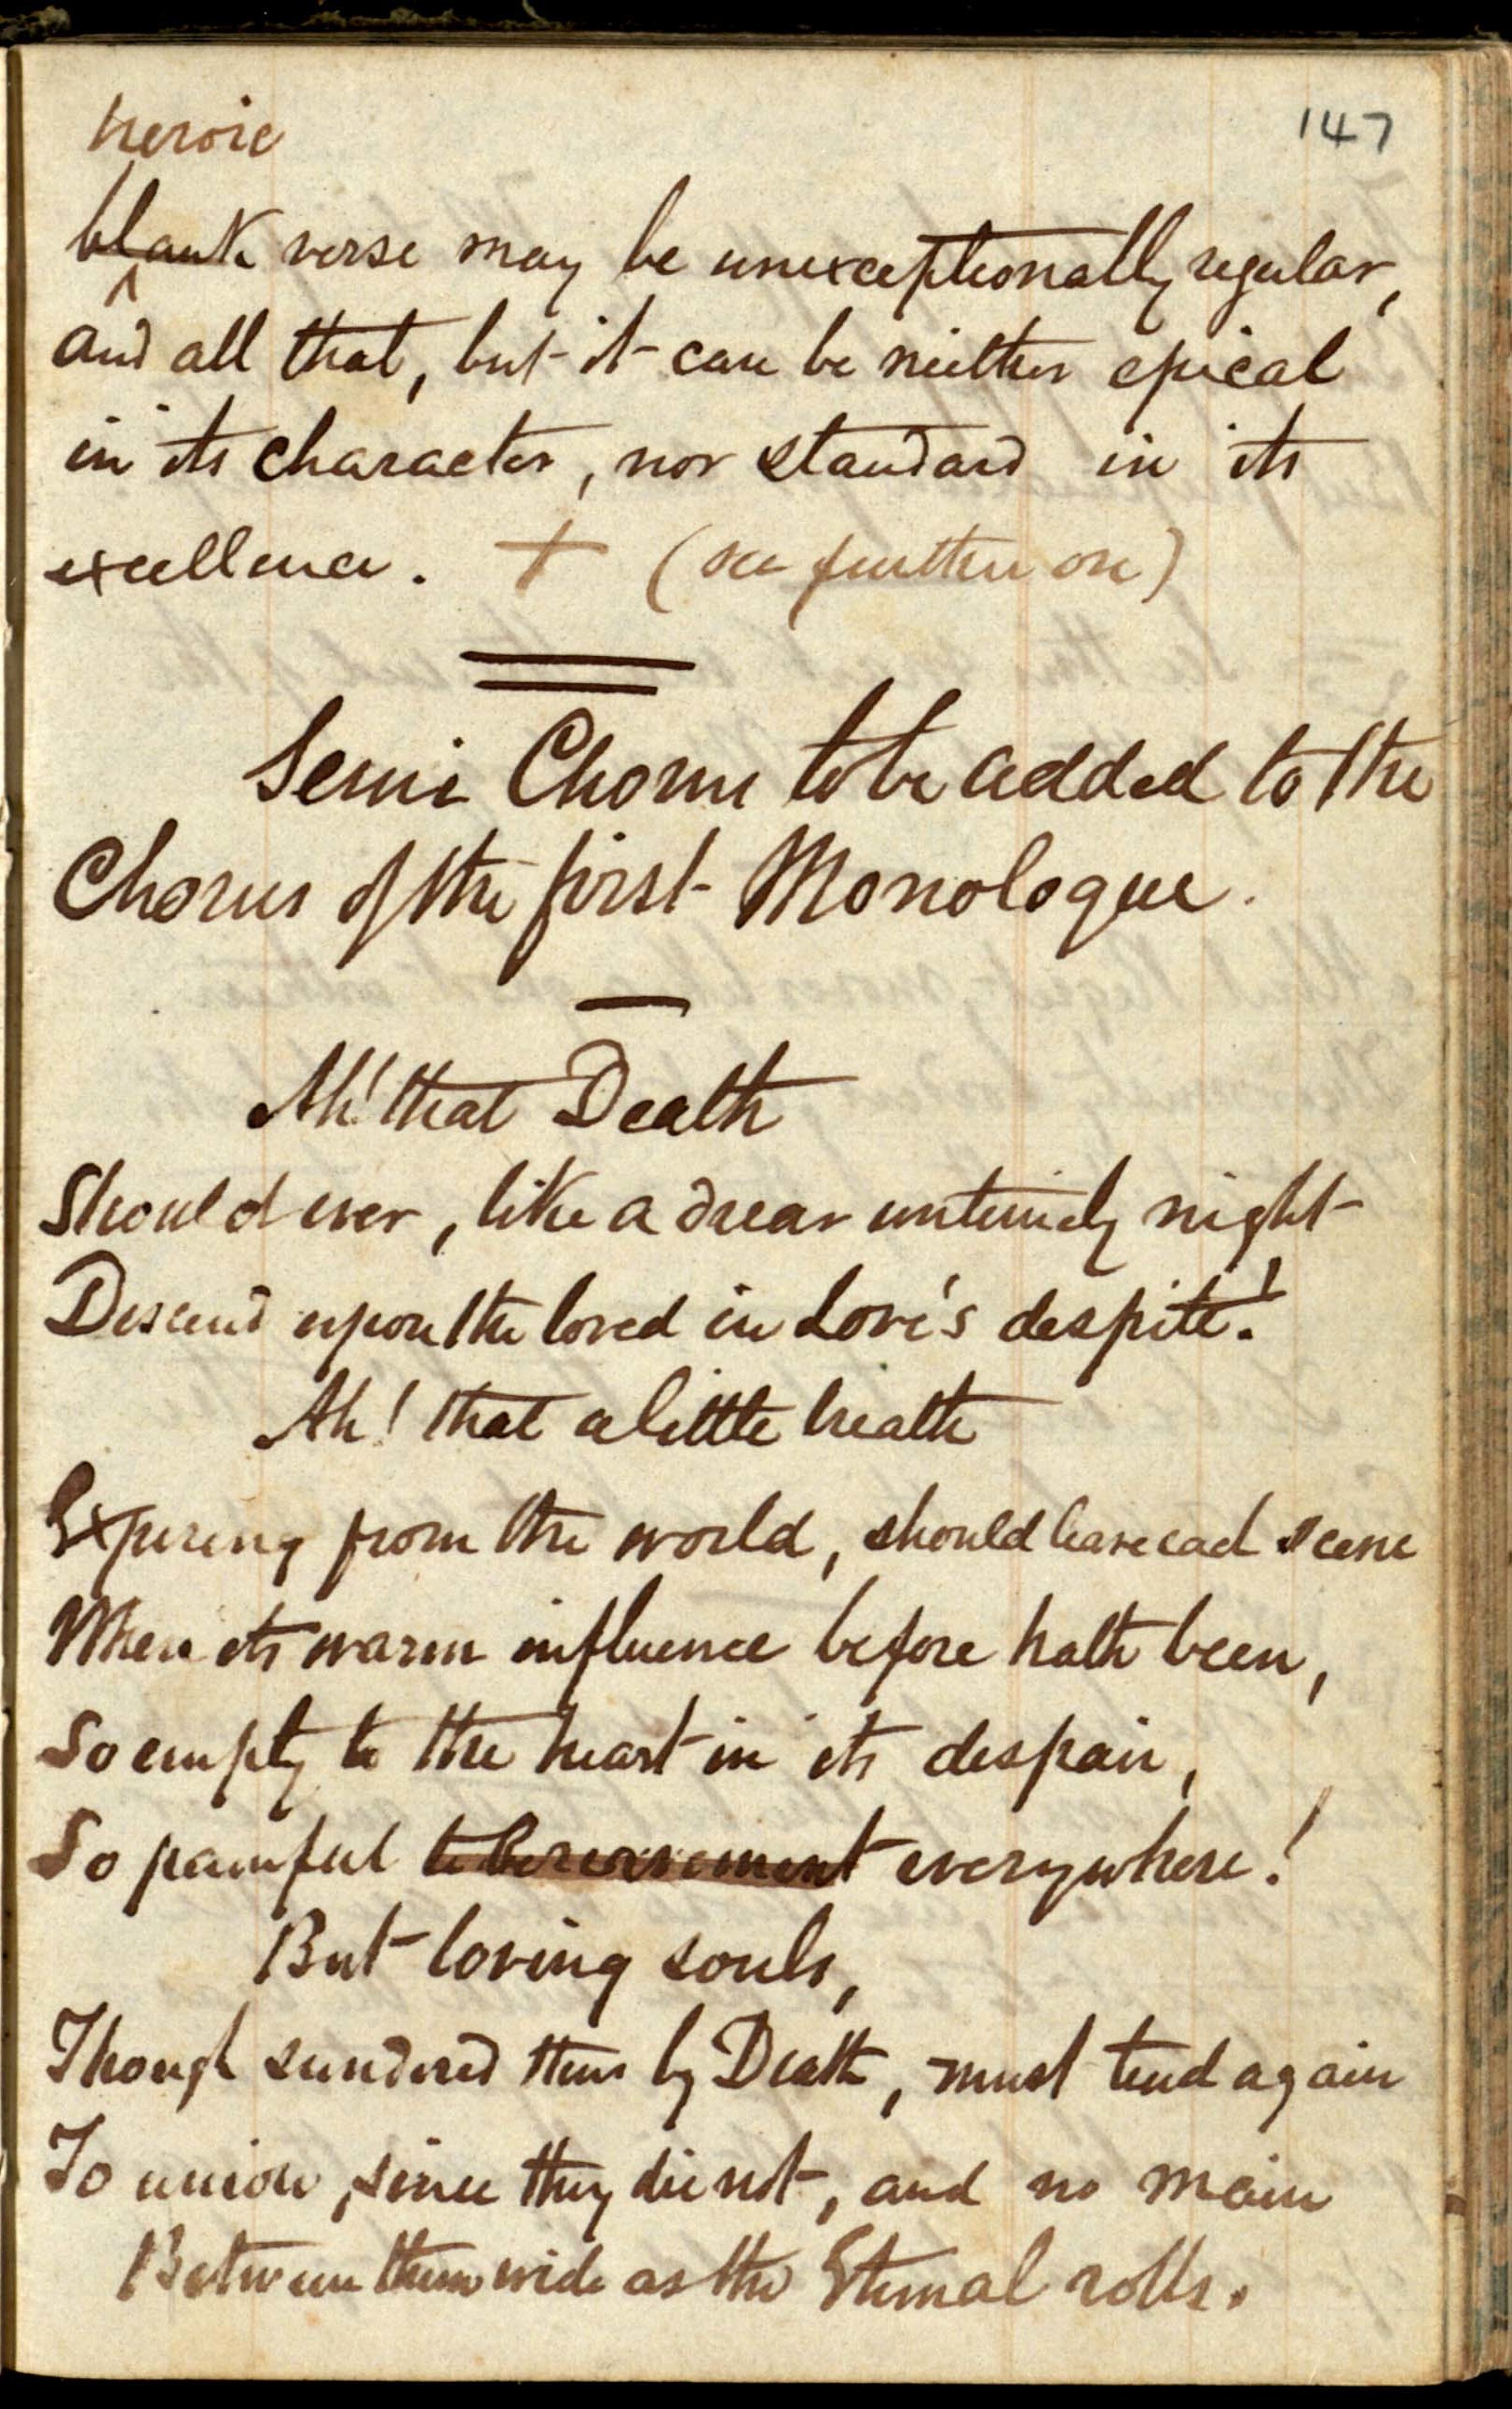 heroic
147
blank verse may be unexceptionally regular,
and all that, but it can be neither epical
in its character, nor standard in its
excellence. + (see further on)
Semi Chorus to be added to the
Chorus of the first Monologue.
Ah! that Death
Should ever, like a drear untimely night
Descend upon the loved in Love's despite!
Ah! that a little breath
Expiring from the world, should leave each scene
Where its warm influence before hath been,
So empty to the heart in its despair,
So painful to bereavement everywhere!
But loving souls,
Though sundered thus by Death, must tend again
To union, since they die not, and no main
Between them wide as the Eternal rolls.